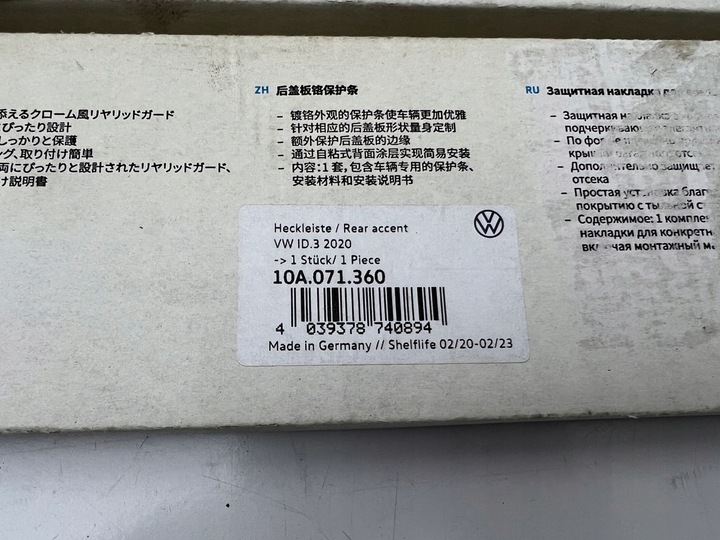 添えるクローム風リヤリッドガード
ぴったり設計
しっかりと保護
グ、取り付け簡単
両にぴったりと設計されたリヤリッドガード、
け説明書
ZH 后盖板铬保护条
– 镀铬外观的保护条使车辆更加优雅
– 针对相应的后盖板形状量身定制
– 额外保护后盖板的边缘
– 通过自粘式背面涂层实现简易安装
– 内容:1 套,包含车辆专用的保护条、
安装材料和安装说明书
RU Защитная накладка
– Защитная
подчеркивающая
– По
крыши
– Дополнительно
отсека
– Простая установка
покрытию с
– Содержимое: 1
накладки для
включая монтажный
Heckleiste / Rear accent
VW ID.3 2020
-> 1 Stück/ 1 Piece
10A.071.360
4 039378 740894
Made in Germany // Shelflife 02/20-02/23